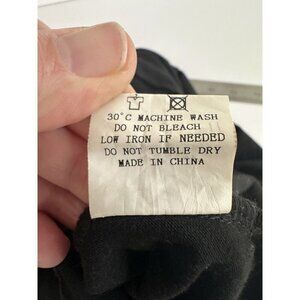 30°C MACHINE WASH
DO NOT BLEACH
LOW IRON IF NEEDED
DO NOT TUMBLE DRY
MADE IN CHINA